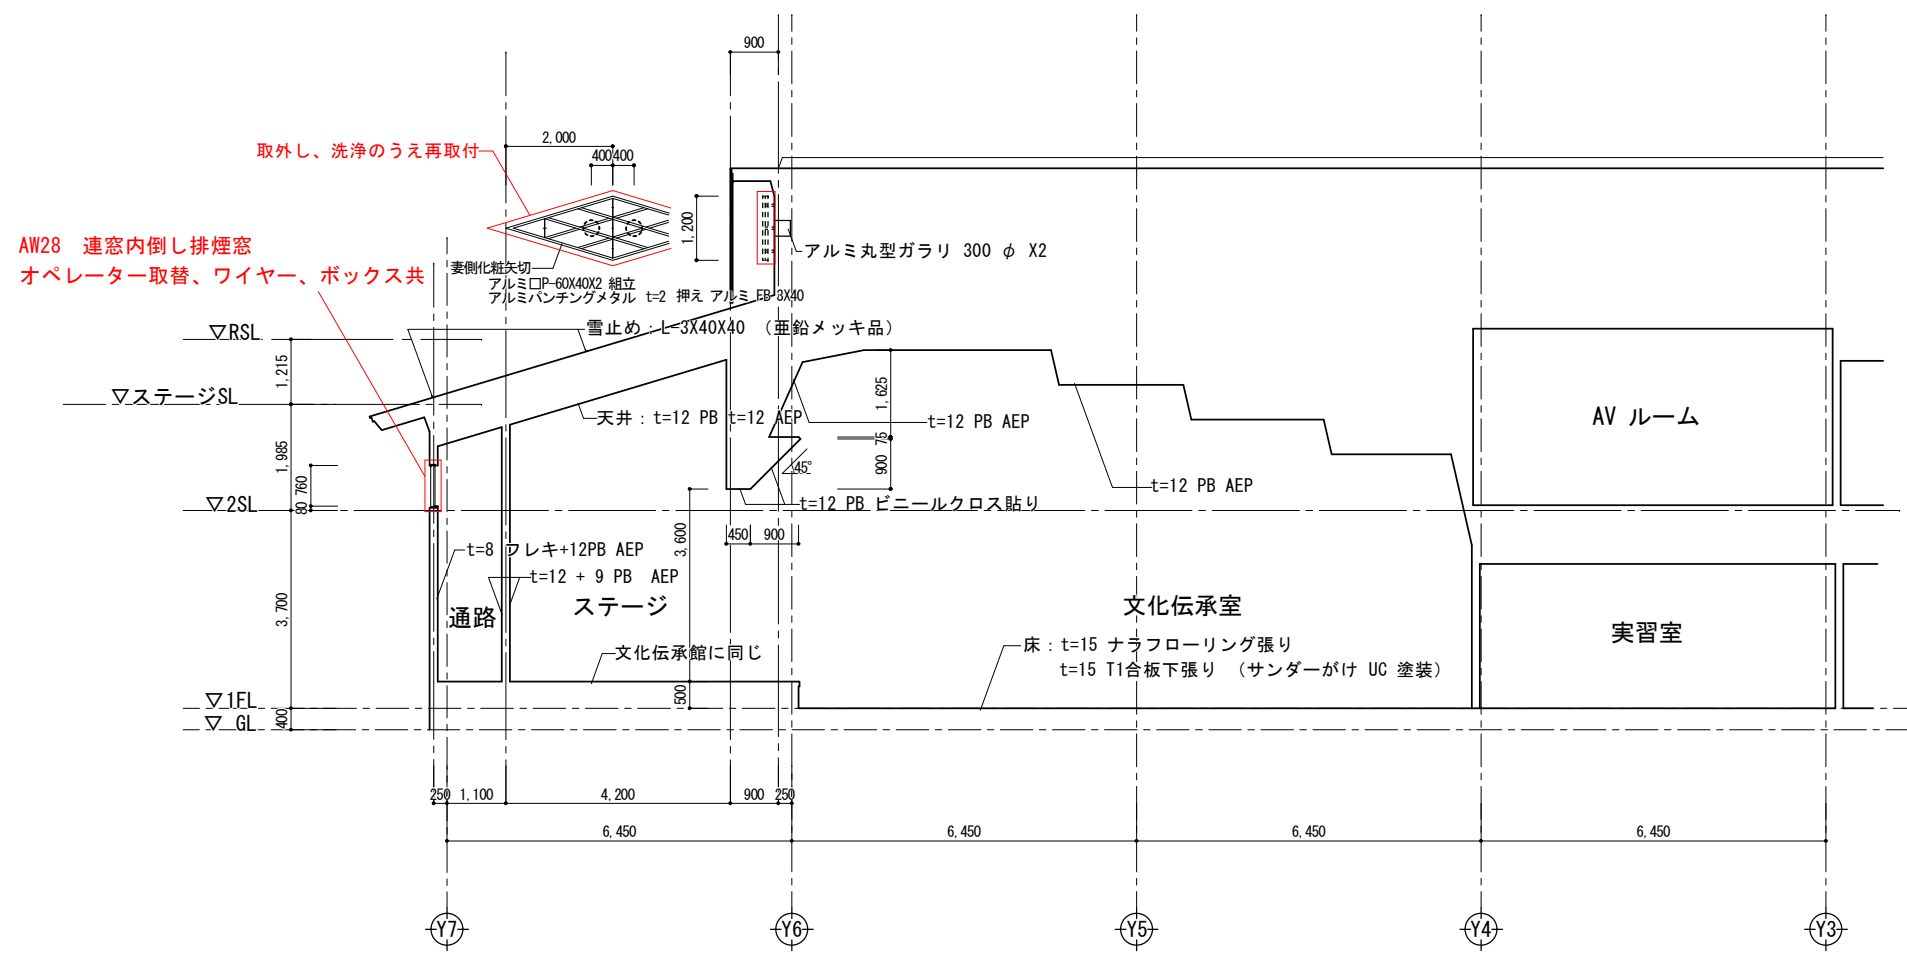 900
2,000
取外し、洗浄のうえ再取付
400 400
1,200
AW28 連窓内倒し排煙窓
オペレーター取替、ワイヤー、ボックス共
アルミ丸型ガラリ 300 φ X2
妻側化粧矢切
アルミ口P-60X40X2 組立
アルミパンチングメタル t=2 押え アルミ FB-3X40
雪止め：L-3X40X40 （亜鉛メッキ品）
▽RSL
1,215
▽ステージSL
1,625
天井：t=12 PB t=12 AEP
t=12 PB AEP
AV ルーム
75
1,985
900
45°
760
t=12 PB AEP
80
▽2SL
t=12 PB ビニールクロス貼り
450 900
3,600
t=8 フレキ+12PB AEP
t=12 + 9 PB AEP
3,700
通路
ステージ
文化伝承室
実習室
床：t=15 ナラフローリング張り
t=15 T1合板下張り （サンダーがけ UC 塗装）
文化伝承館に同じ
500
▽1FL
400
▽ GL
250 1,100 4,200 900 250
6,450 6,450 6,450 6,450
Y7 Y6 Y5 Y4 Y3